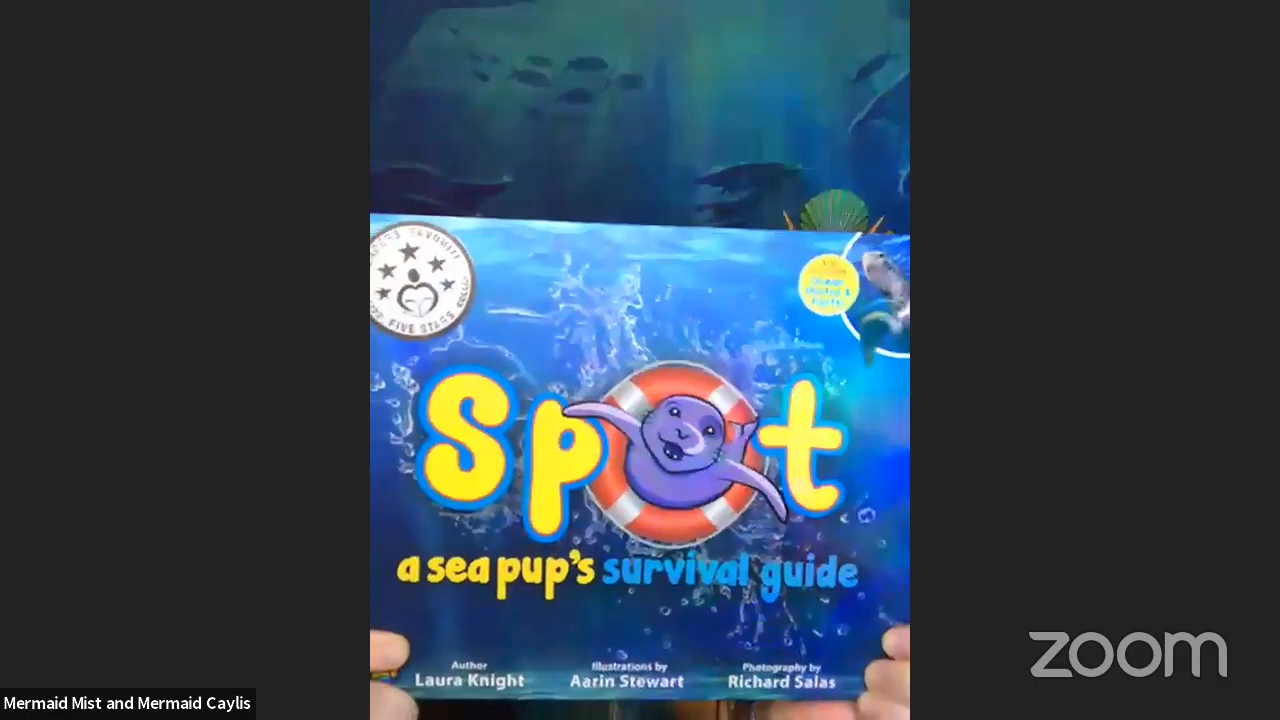 FIVE STARS
Spot
a sea pup's survival guide
Author
Laura Knight
Illustrations by
Aarin Stewart
Photography by
Richard Salas
zoom
Mermaid Mist and Mermaid Caylis